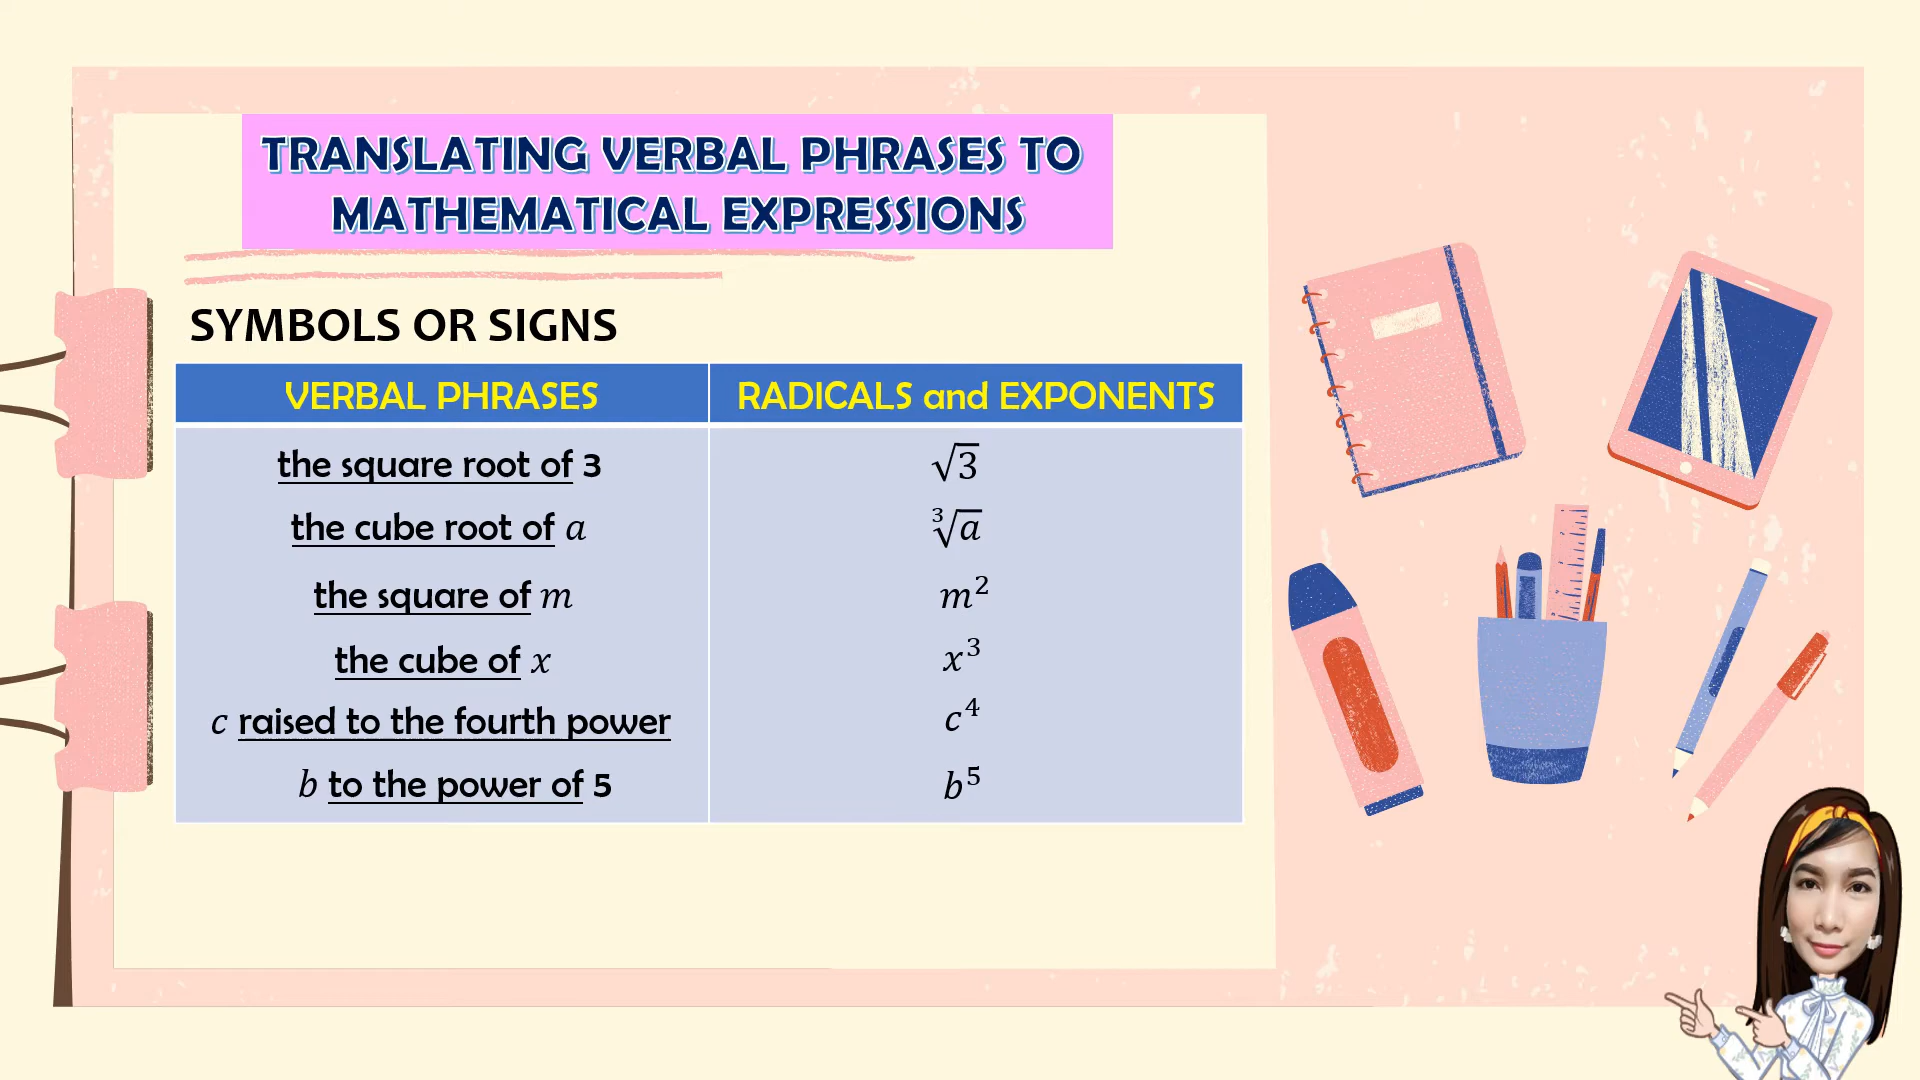 TRANSLATING VERBAL PHRASES TO
MATHEMATICAL EXPRESSIONS
SYMBOLS OR SIGNS
VERBAL PHRASES RADICALS and EXPONENTS
the square root of 3 √3
the cube root of a ∛a
the square of m m²
the cube of x x³
c raised to the fourth power c⁴
b to the power of 5 b⁵